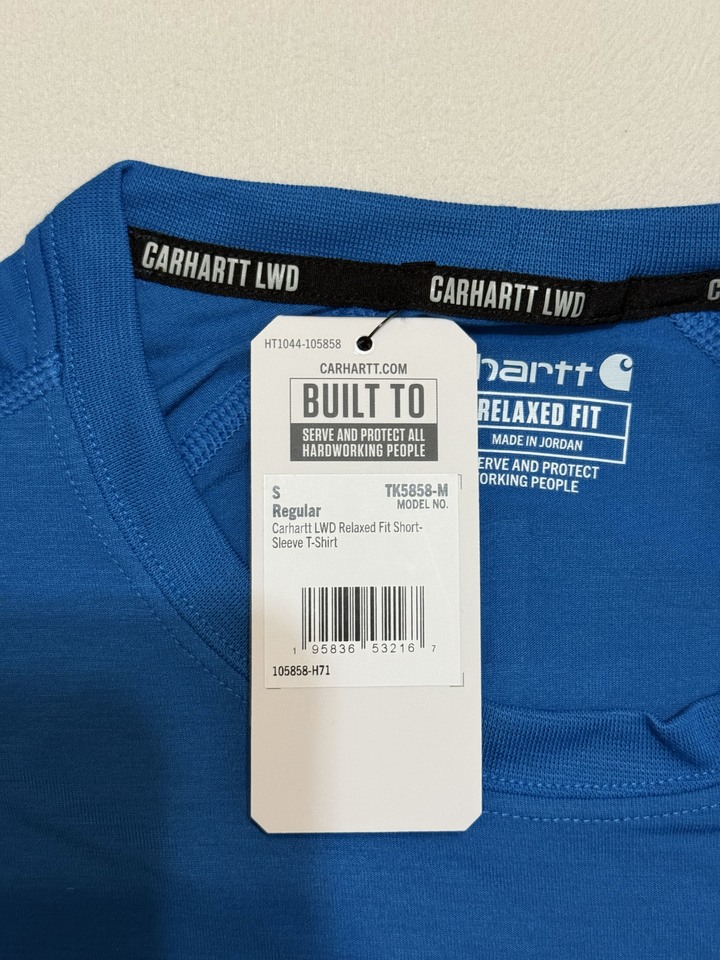 CARHARTT LWD
CARHARTT LWD
HT1044-105858
CARHARTT.COM
BUILT TO
SERVE AND PROTECT ALL
HARDWORKING PEOPLE
S
TK5858-M
Regular
MODEL NO.
Carhartt LWD Relaxed Fit Short-
Sleeve T-Shirt
1 95836 53216 7
105858-H71
hartt
RELAXED FIT
MADE IN JORDAN
ERVE AND PROTECT
ORKING PEOPLE